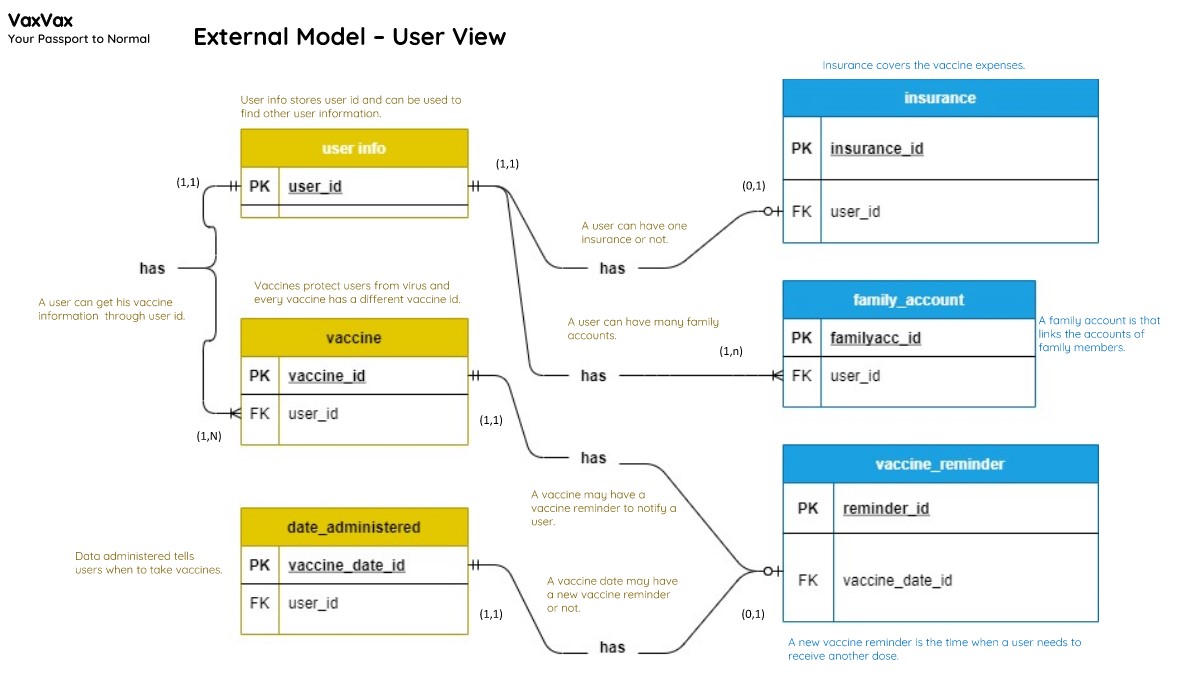 VaxVax
Your Passport to Normal
External Model – User View
User info stores user id and can be used to
find other user information.
user info
PK user_id
(1,1)
(1,1)
has
A user can get his vaccine
information through user id.
Vaccines protect users from virus and
every vaccine has a different vaccine id.
vaccine
PK vaccine_id
FK user_id
(1,N)
(1,1)
Data administered tells
users when to take vaccines.
date_administered
PK vaccine_date_id
FK user_id
(1,1)
A user can have one
insurance or not.
has
(0,1)
A user can have many family
accounts.
has
(1,n)
has
A vaccine may have a
vaccine reminder to notify a
user.
A vaccine date may have
a new vaccine reminder
or not.
has
(0,1)
Insurance covers the vaccine expenses.
insurance
PK insurance_id
FK user_id
family_account
PK familyacc_id
FK user_id
A family account is that
links the accounts of
family members.
vaccine_reminder
PK reminder_id
FK vaccine_date_id
A new vaccine reminder is the time when a user needs to
receive another dose.